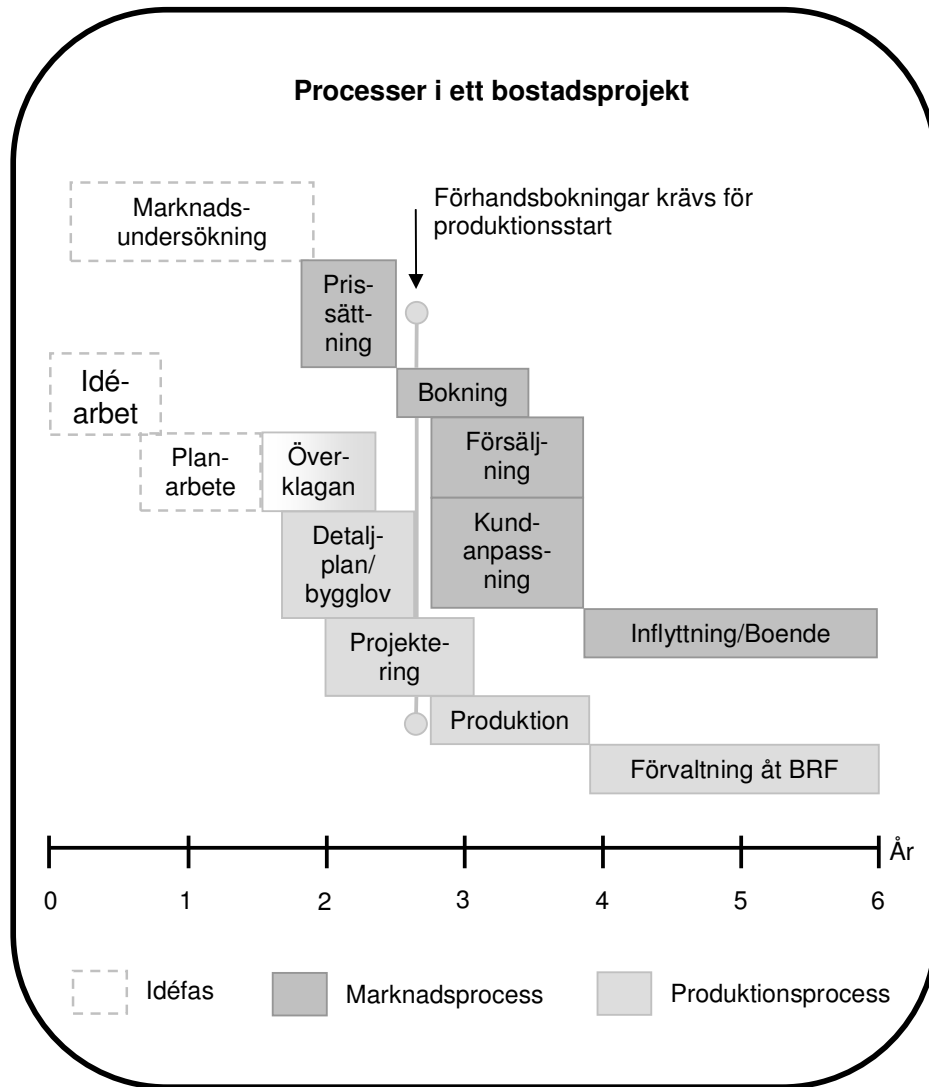 Processer i ett bostadsprojekt
Marknads-
undersökning
Förhandsbokningar krävs för
produktionsstart
Pris-
sätt-
ning
Bokning
Idé-
arbet
Försälj-
ning
Plan-
arbete
Över-
klagan
Kund-
anpass-
ning
Detalj-
plan/
bygglov
Inflyttning/Boende
Projekte-
ring
Produktion
Förvaltning åt BRF
År
0
1
2
3
4
5
6
Idéfas
Marknadsprocess
Produktionsprocess